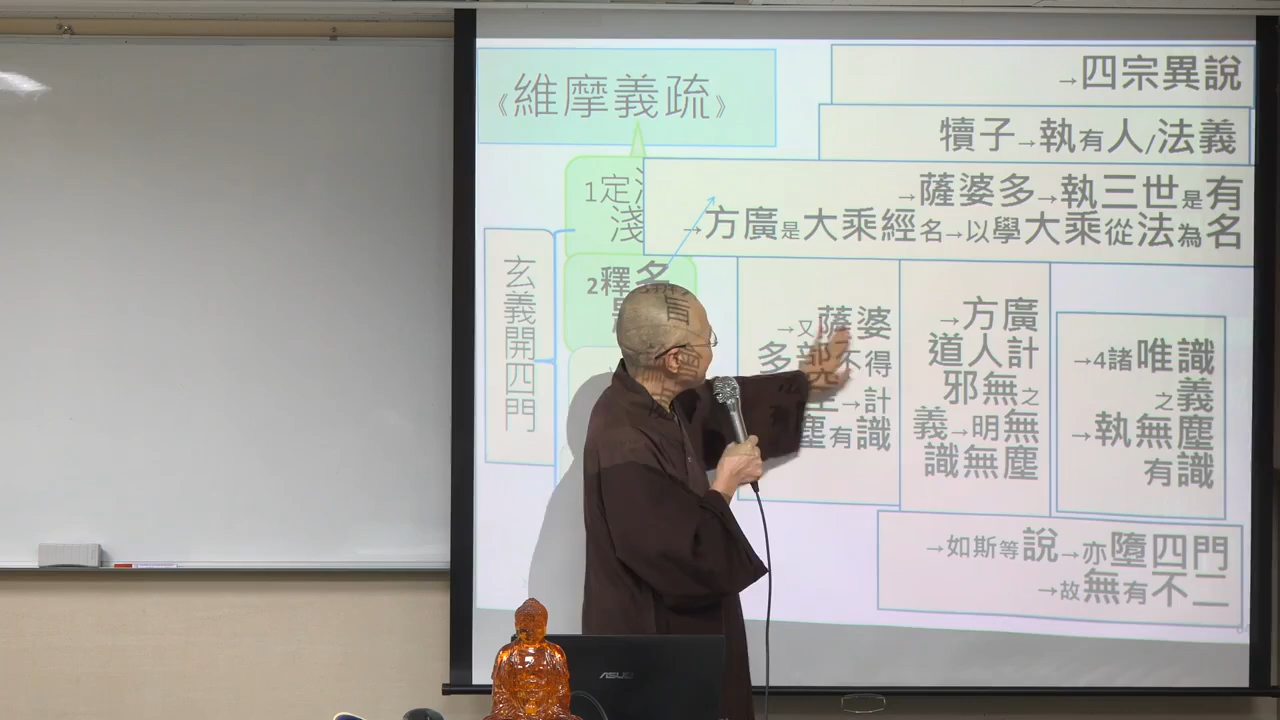 《維摩義疏》
→四宗異說
犢子→執有人/法義
→薩婆多→執三世是有
→方廣是大乘經名→以學大乘從法為名
1定
淺
2釋名
玄義開四門
→又薩婆
多部不得
空→計
塵有識
→方廣
道人計
邪無之
義→明無
識無塵
→4諸唯識
之義
→執無塵
有識
→如斯等說→亦墮四門
→故無有不二
ASUS